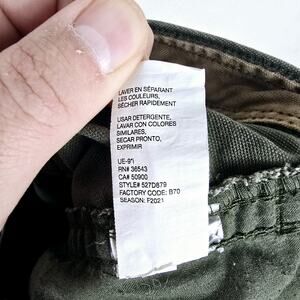 LAVER EN SÉPARANT
LES COULEURS,
SÉCHER RAPIDEMENT
USAR DETERGENTE,
LAVAR CON COLORES
SIMILARES,
SECAR PRONTO,
EXPRIMIR
UE-9'I
RN# 36543
CA# 50900
STYLE# 527D879
FACTORY CODE: B70
SEASON: F2021